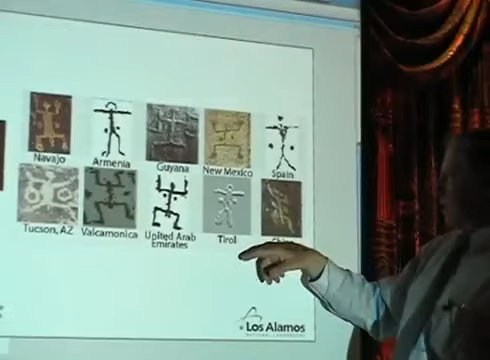 Navajo
Armenia
Guyana
New Mexico
Spain
Tucson, AZ
Valcamonica
United Arab
Emirates
Tirol
Los Alamos